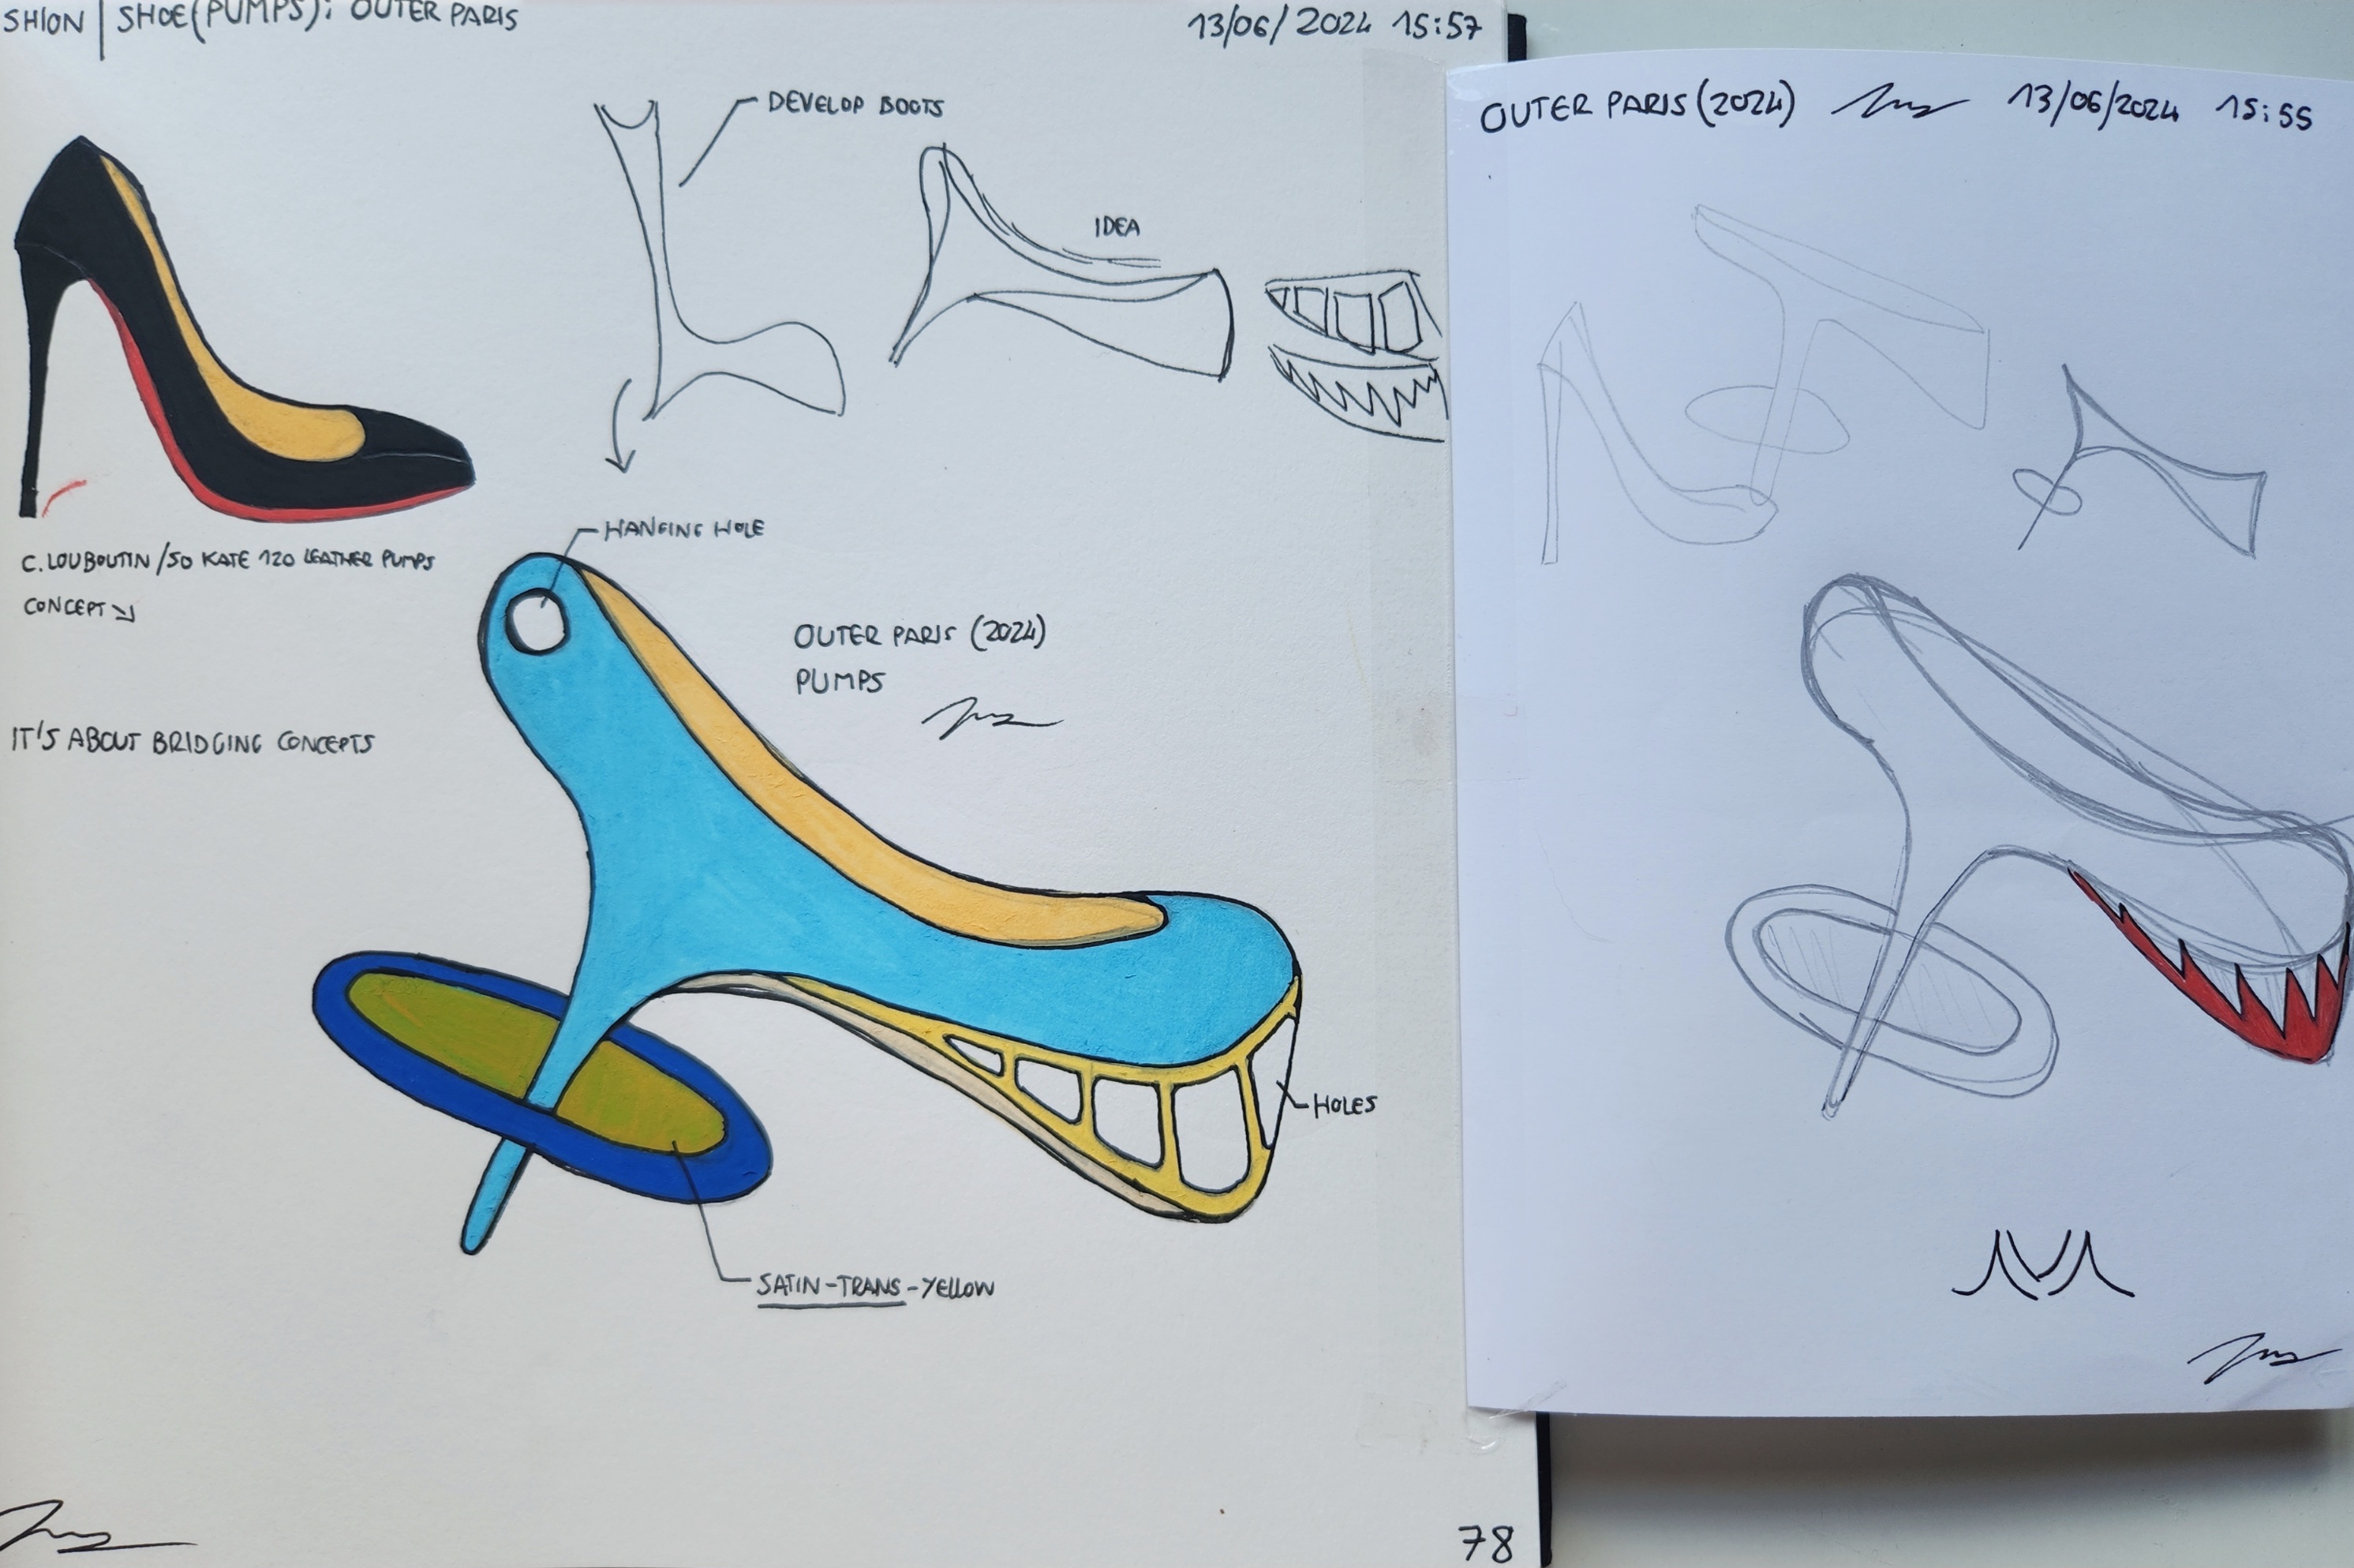 SHION | SHOE(PUMPS): OUTER PARIS
13/06/2024 15:57
DEVELOP BOOTS
IDEA
C. LOUBOUTIN/SO KATE 120 LEATHER PUMPS
CONCEPT
HANGING HOLE
OUTER PARIS (2024)
PUMPS
IT'S ABOUT BRIDGING CONCEPTS
HOLES
SATIN-TRANS-YELLOW
78
OUTER PARIS (2024) 13/06/2024 15:55